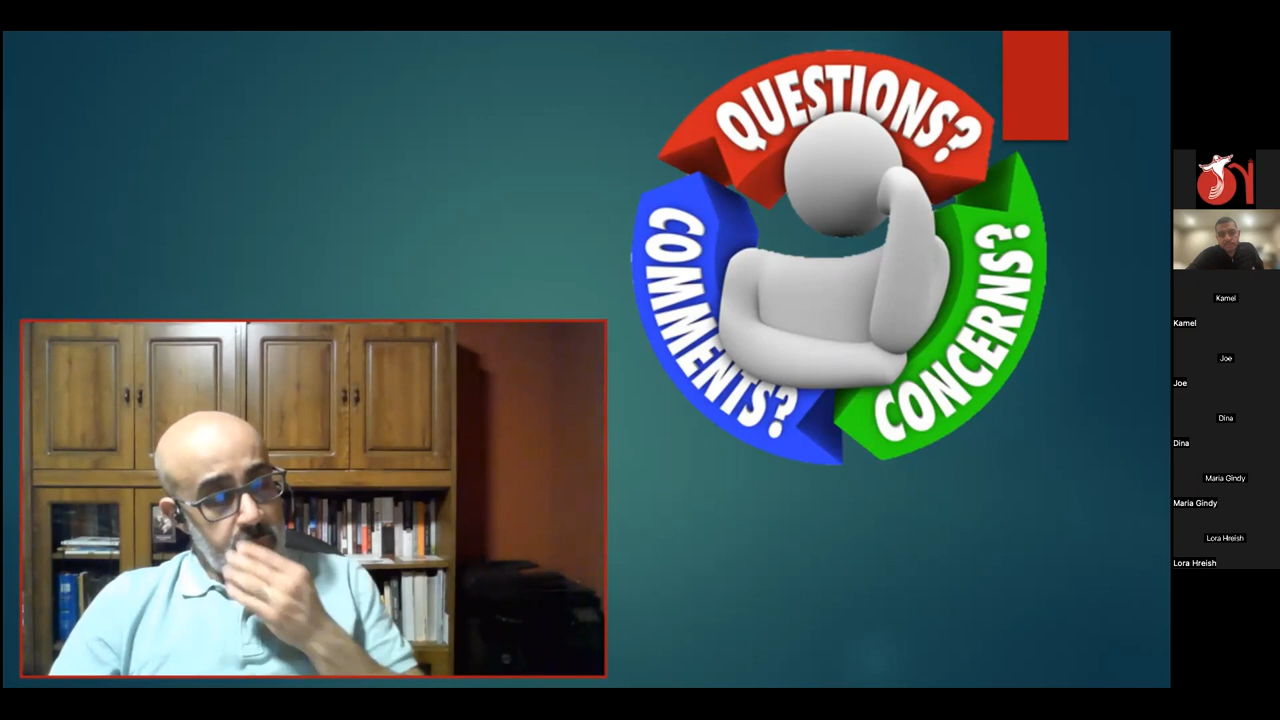 QUESTIONS?
COMMENTS?
CONCERNS?
Kamel
Kamel
Joe
Joe
Dina
Dina
Maria Gindy
Maria Gindy
Lora Hreish
Lora Hreish